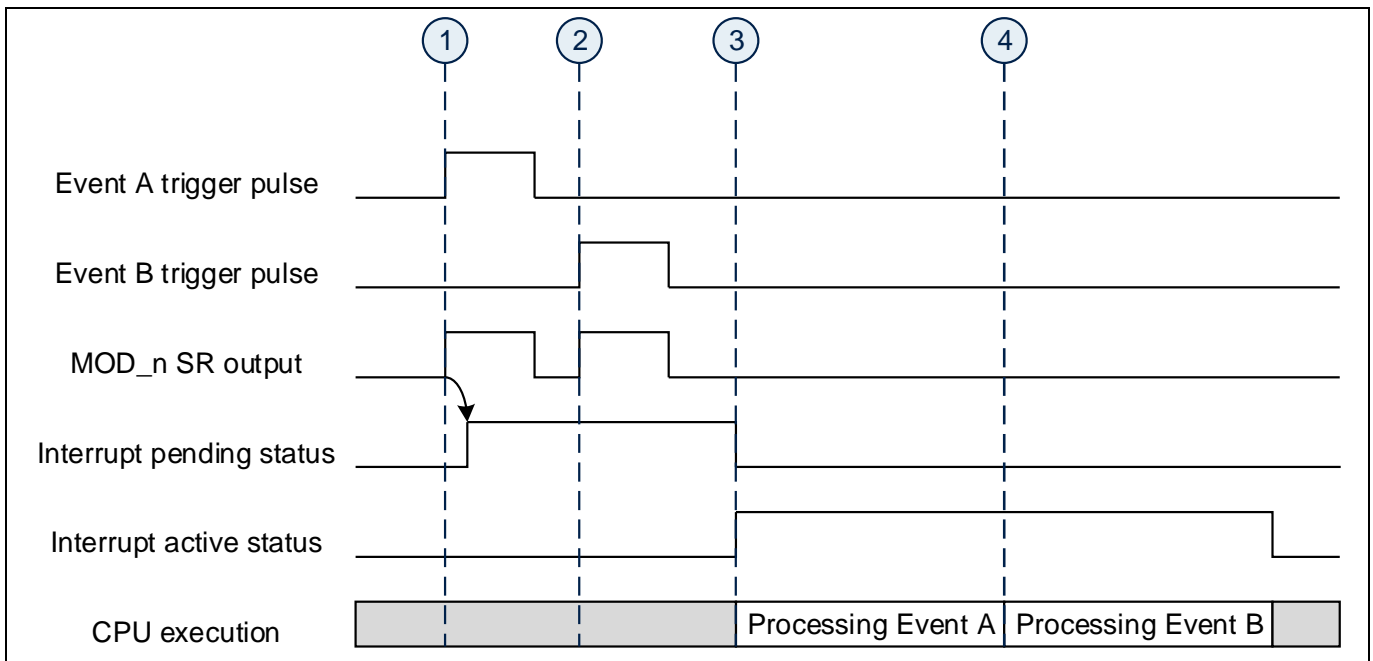 1 2 3 4
Event A trigger pulse
Event B trigger pulse
MOD_n SR output
Interrupt pending status
Interrupt active status
CPU execution Processing Event A Processing Event B